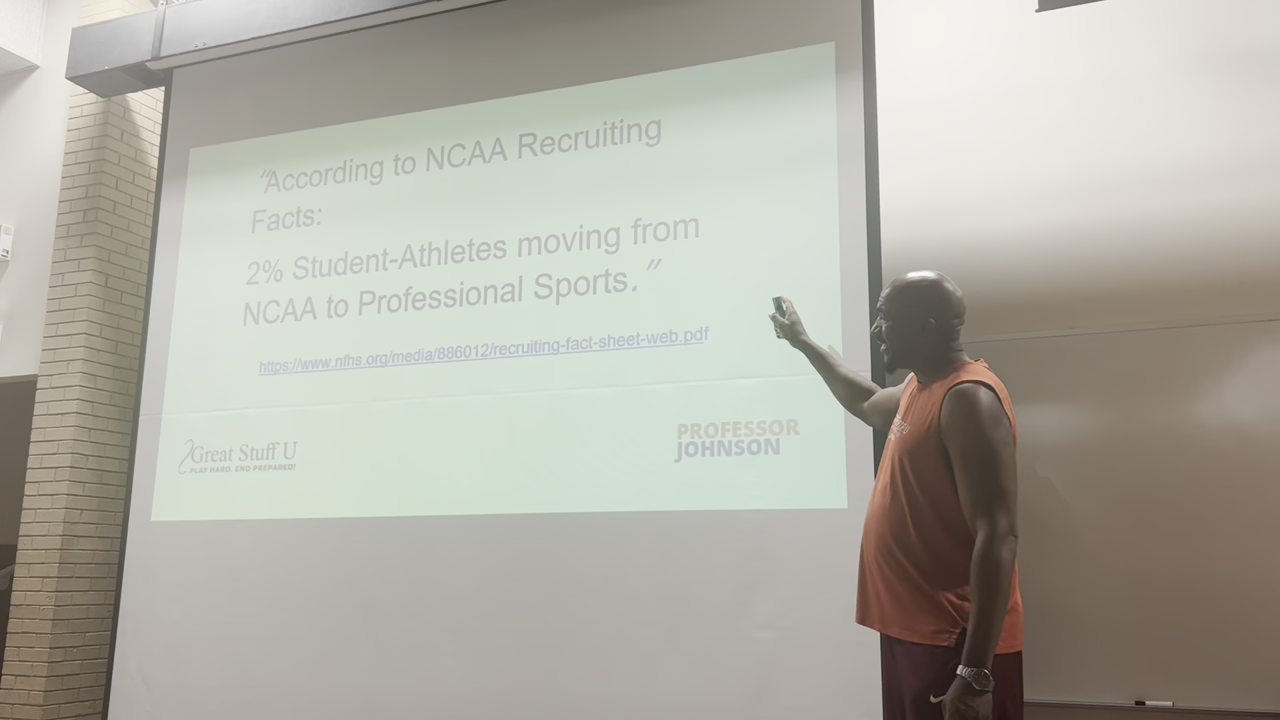 “According to NCAA Recruiting
Facts:
2% Student-Athletes moving from
NCAA to Professional Sports.”
https://www.nfhs.org/media/886012/recruiting-fact-sheet-web.pdf
Great Stuff U
PLAY HARD. END PREPARED!
PROFESSOR
JOHNSON